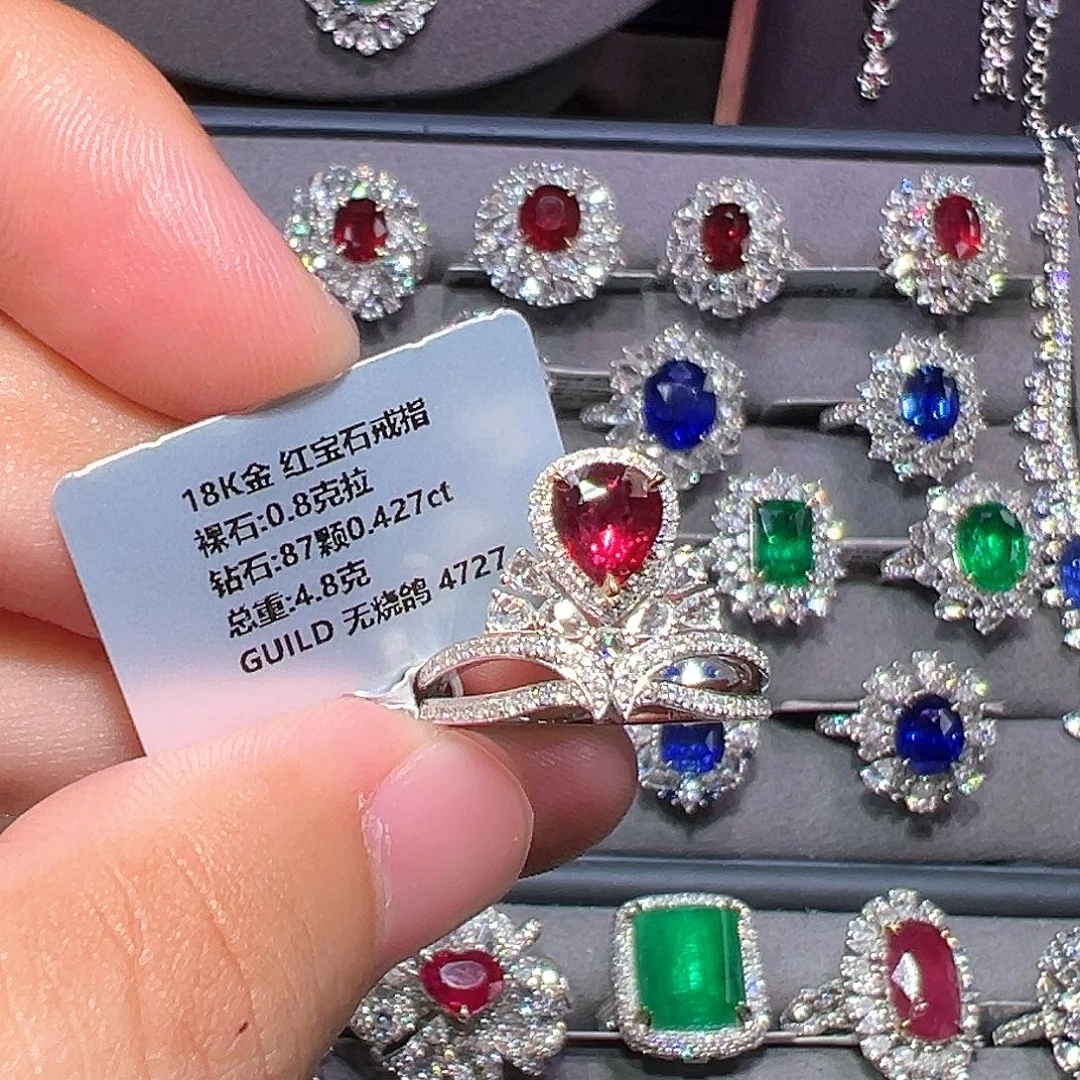 18K金 红宝石戒指
裸石:0.8克拉
钻石:87颗0.427ct
总重:4.8克
GUILD 无烧鸽 4727